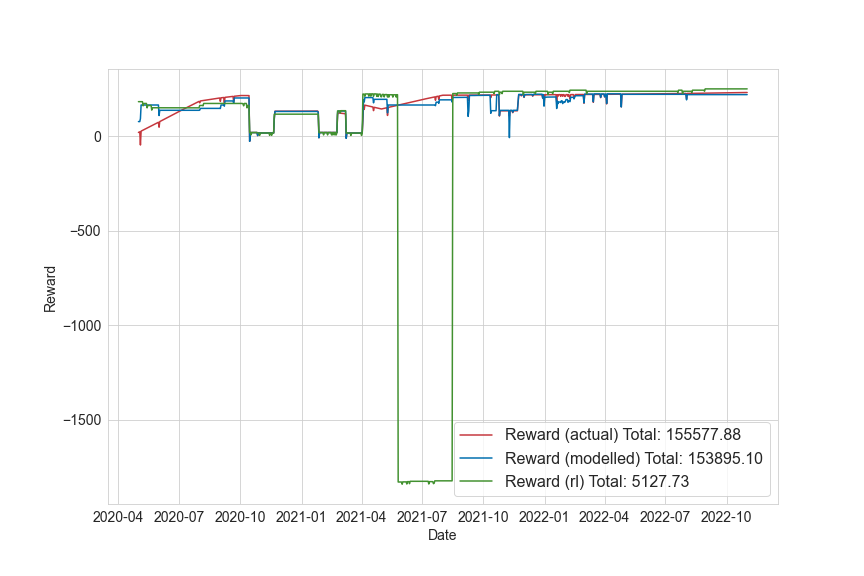 0
−500
−1000
−1500
Reward
Reward (actual) Total: 155577.88
Reward (modelled) Total: 153895.10
Reward (rl) Total: 5127.73
2020-04 2020-07 2020-10 2021-01 2021-04 2021-07 2021-10 2022-01 2022-04 2022-07 2022-10
Date